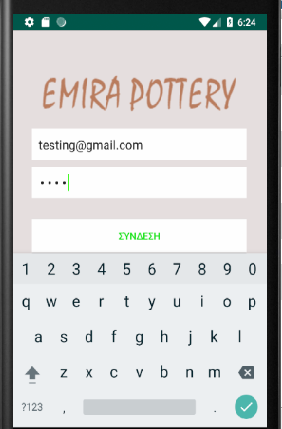 6:24
EMIRA POTTERY
testing@gmail.com
••••
ΣΥΝΔΕΣΗ
1 2 3 4 5 6 7 8 9 0
q w e r t y u i o p
a s d f g h j k l
z x c v b n m
?123 , .